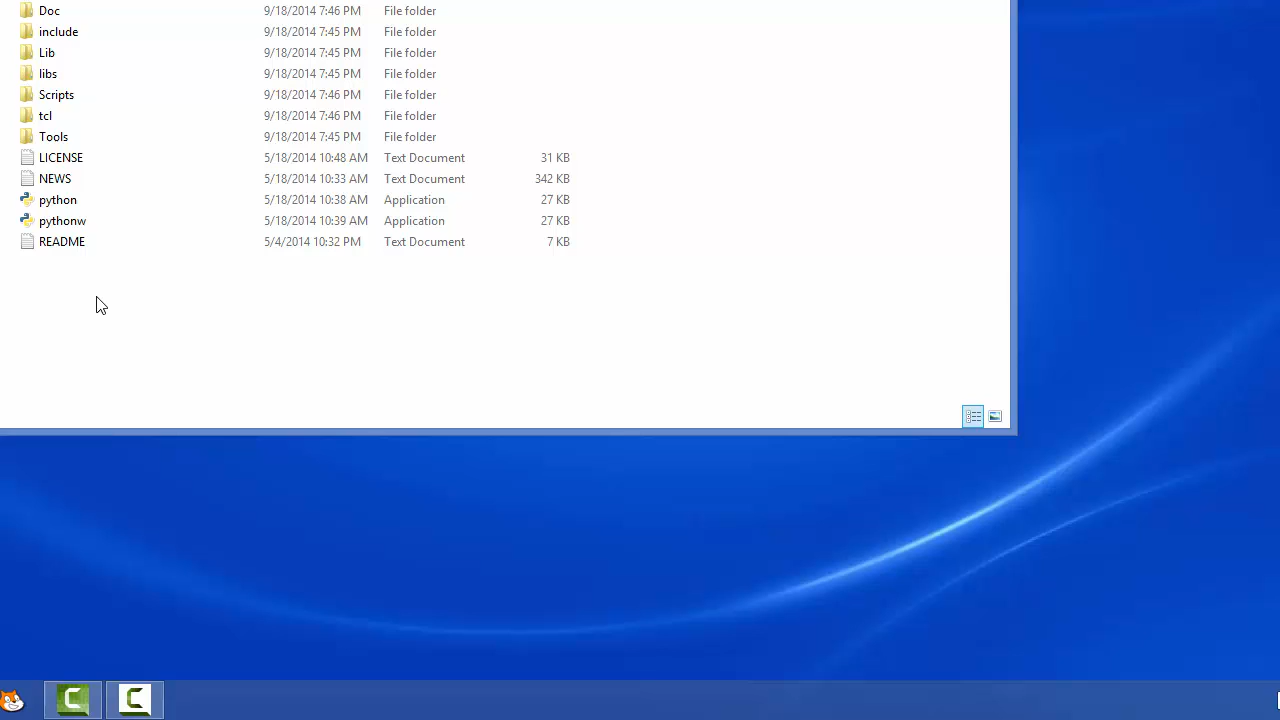 Doc 9/18/2014 7:46 PM File folder
include 9/18/2014 7:45 PM File folder
Lib 9/18/2014 7:45 PM File folder
libs 9/18/2014 7:45 PM File folder
Scripts 9/18/2014 7:46 PM File folder
tcl 9/18/2014 7:46 PM File folder
Tools 9/18/2014 7:45 PM File folder
LICENSE 5/18/2014 10:48 AM Text Document 31 KB
NEWS 5/18/2014 10:33 AM Text Document 342 KB
python 5/18/2014 10:38 AM Application 27 KB
pythonw 5/18/2014 10:39 AM Application 27 KB
README 5/4/2014 10:32 PM Text Document 7 KB
C C